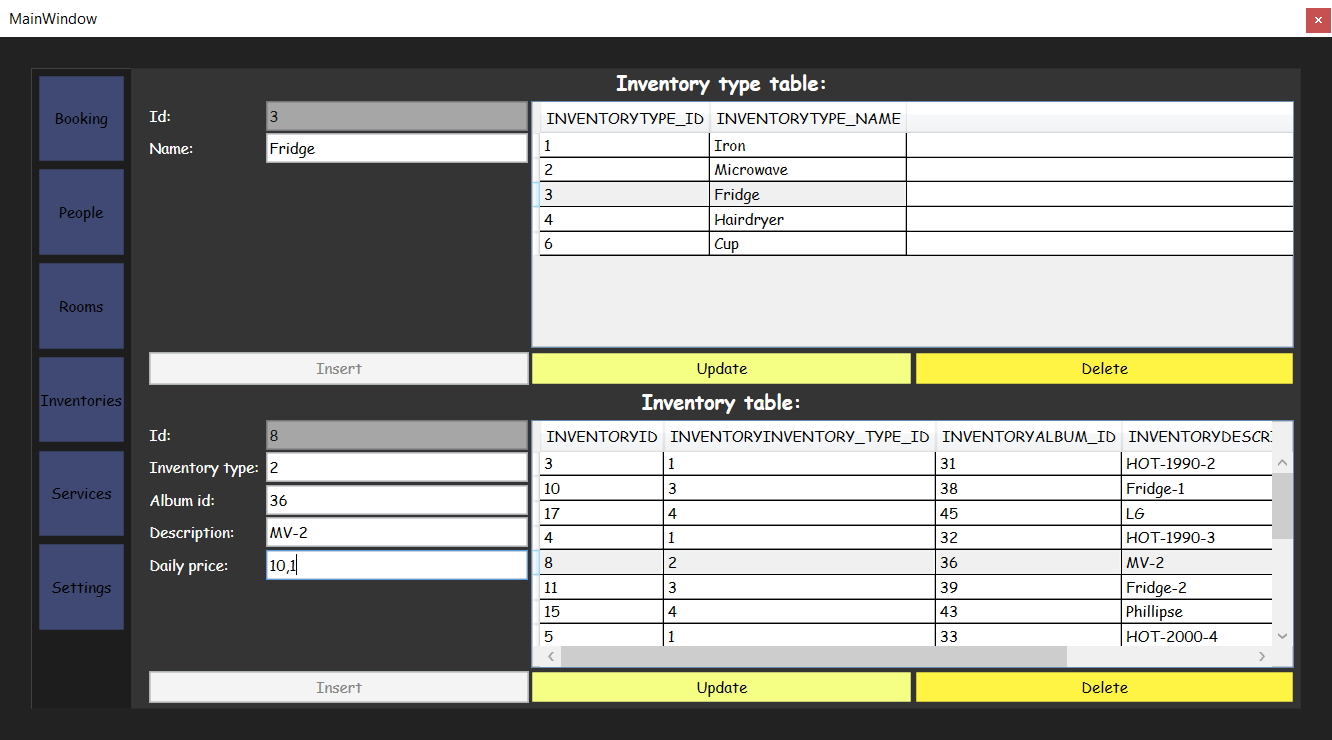 MainWindow
Booking
People
Rooms
Inventories
Services
Settings
Inventory type table:
Id: 3
Name: Fridge
INVENTORYTYPE_ID INVENTORYTYPE_NAME
1 Iron
2 Microwave
3 Fridge
4 Hairdryer
6 Cup
Insert Update Delete
Inventory table:
Id: 8
Inventory type: 2
Album id: 36
Description: MV-2
Daily price: 10,1
INVENTORYID INVENTORYINVENTORY_TYPE_ID INVENTORYALBUM_ID INVENTORYDESCRI
3 1 31 HOT-1990-2
10 3 38 Fridge-1
17 4 45 LG
4 1 32 HOT-1990-3
8 2 36 MV-2
11 3 39 Fridge-2
15 4 43 Phillipse
5 1 33 HOT-2000-4
Insert Update Delete